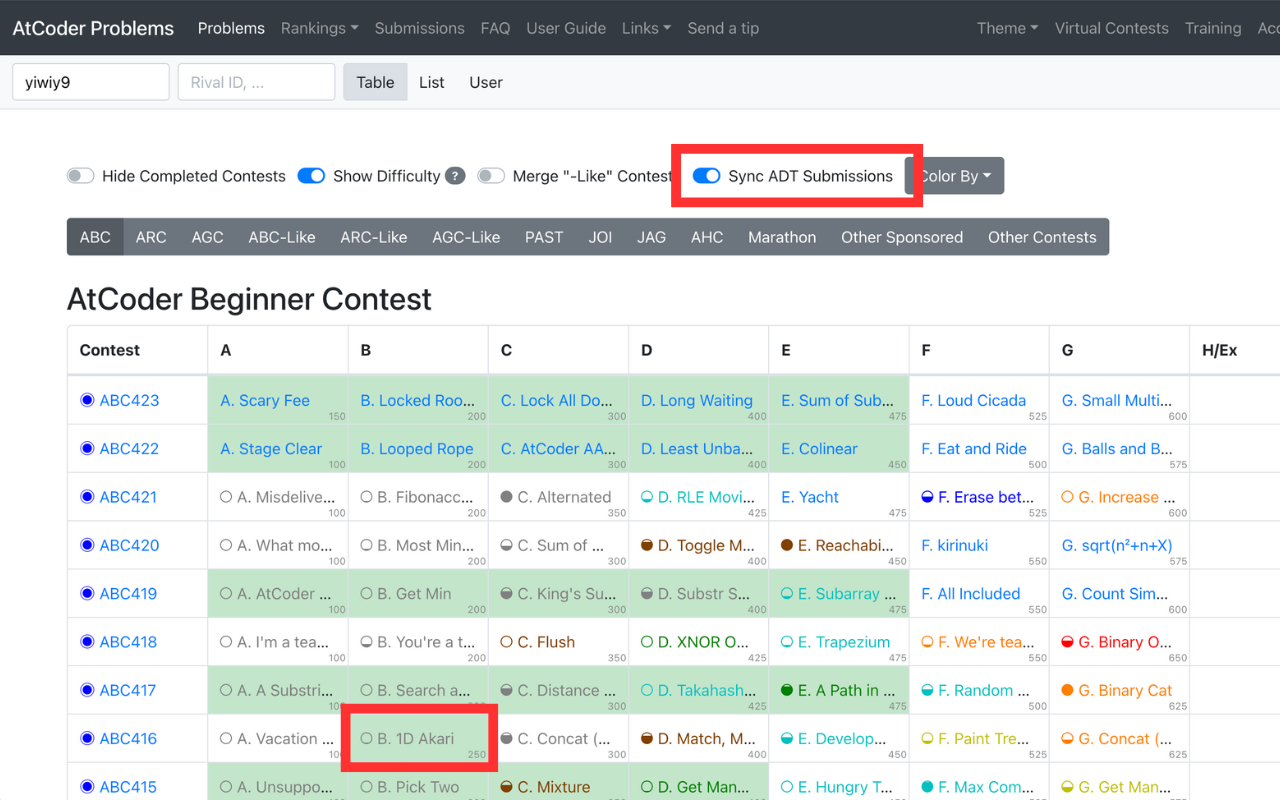 AtCoder Problems Problems Rankings Submissions FAQ User Guide Links Send a tip Theme Virtual Contests Training Acc
yiwiy9 Rival ID, ... Table List User
Hide Completed Contests Show Difficulty ? Merge "-Like" Contest Sync ADT Submissions Color By
ABC ARC AGC ABC-Like ARC-Like AGC-Like PAST JOI JAG AHC Marathon Other Sponsored Other Contests
AtCoder Beginner Contest
Contest A B C D E F G H/Ex
ABC423 A. Scary Fee B. Locked Roo... C. Lock All Do... D. Long Waiting E. Sum of Sub... F. Loud Cicada G. Small Multi...
150 200 300 400 475 525 600
ABC422 A. Stage Clear B. Looped Rope C. AtCoder AA... D. Least Unba... E. Colinear F. Eat and Ride G. Balls and B...
100 200 300 400 450 500 575
ABC421 A. Misdelive... B. Fibonacc... C. Alternated D. RLE Movi... E. Yacht F. Erase bet... G. Increase ...
100 200 350 425 475 525 600
ABC420 A. What mo... B. Most Min... C. Sum of ... D. Toggle M... E. Reachabi... F. kirinuki G. sqrt(n²+n+X)
100 200 300 400 450 550 575
ABC419 A. AtCoder ... B. Get Min C. King's Su... D. Substr S... E. Subarray ... F. All Included G. Count Sim...
100 200 300 400 475 550 600
ABC418 A. I'm a tea... B. You're a t... C. Flush D. XNOR O... E. Trapezium F. We're tea... G. Binary O...
100 200 350 425 475 550 650
ABC417 A. A Substri... B. Search a... C. Distance ... D. Takahash... E. A Path in ... F. Random ... G. Binary Cat
300 425 475 500 625
ABC416 A. Vacation ... B. 1D Akari C. Concat (... D. Match, M... E. Develop... F. Paint Tre... G. Concat (...
250 300 400 450 525 625
ABC415 A. Unsuppo... B. Pick Two C. Mixture D. Get Man... E. Hungry T... F. Max Com... G. Get Man...